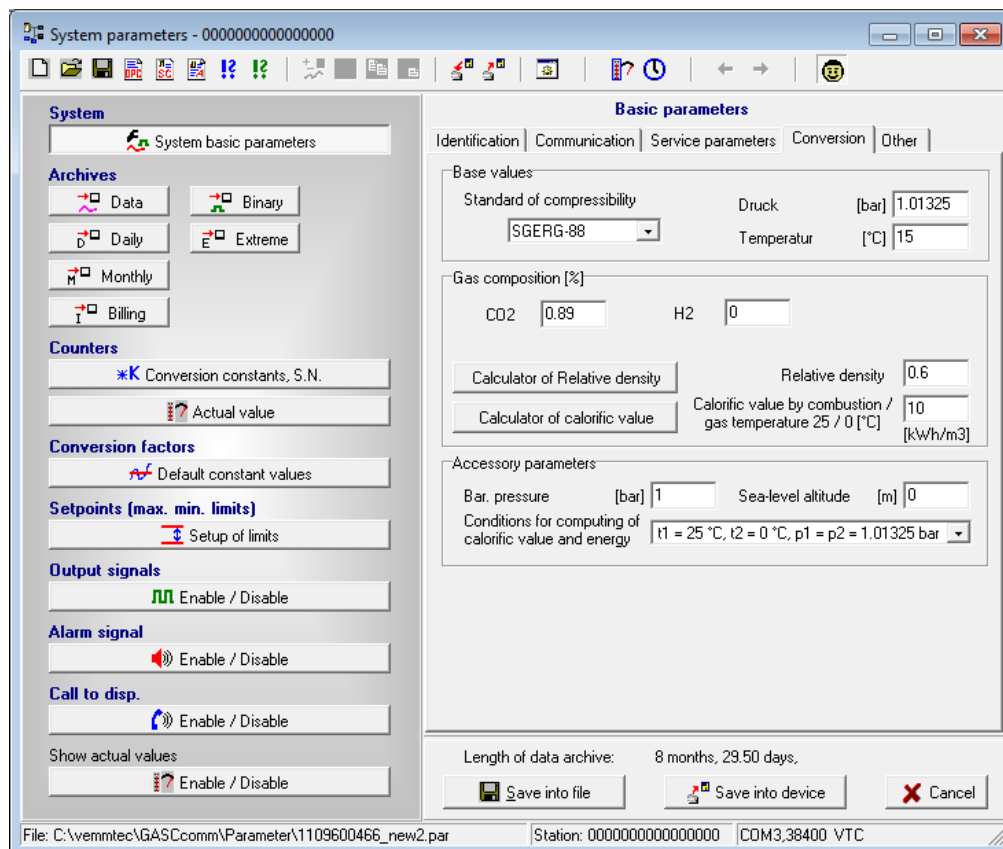 System parameters - 0000000000000000
System
System basic parameters
Archives
Data
Binary
Daily
Extreme
Monthly
Billing
Counters
Conversion constants, S.N.
Actual value
Conversion factors
Default constant values
Setpoints (max. min. limits)
Setup of limits
Output signals
Enable / Disable
Alarm signal
Enable / Disable
Call to disp.
Enable / Disable
Show actual values
Enable / Disable
Basic parameters
Identification Communication Service parameters Conversion Other
Base values
Standard of compressibility
SGERG-88
Druck [bar] 1.01325
Temperatur [°C] 15
Gas composition [%]
CO2 0.89 H2 0
Calculator of Relative density
Relative density 0.6
Calculator of calorific value
Calorific value by combustion /
gas temperature 25 / 0 [°C]
10
[kWh/m3]
Accessory parameters
Bar. pressure [bar] 1 Sea-level altitude [m] 0
Conditions for computing of
calorific value and energy
t1 = 25 °C, t2 = 0 °C, p1 = p2 = 1.01325 bar
Length of data archive: 8 months, 29.50 days,
Save into file Save into device Cancel
File: C:\vemmtec\GASCcomm\Parameter\1109600466_new2.par Station: 0000000000000000 COM3,38400 VTC